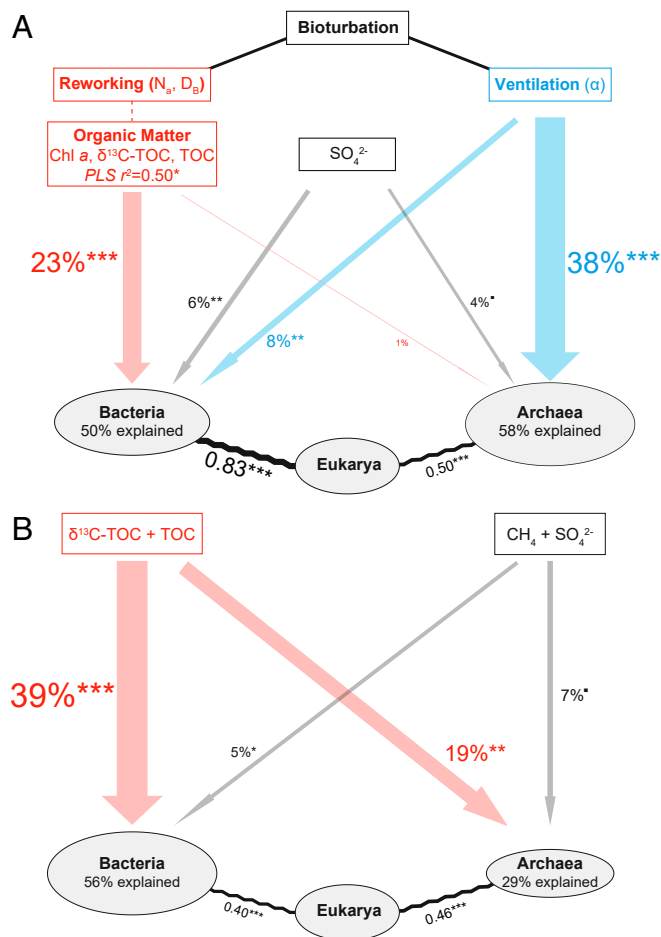 A
Bioturbation
Reworking (Nₐ, D_B)
Ventilation (α)
Organic Matter
Chl a, δ¹³C-TOC, TOC
PLS r²=0.50*
SO₄²⁻
23%***
38%***
6%**
4%▪
8%**
1%
Bacteria
50% explained
Archaea
58% explained
Eukarya
0.83***
0.50***
B
δ¹³C-TOC + TOC
CH₄ + SO₄²⁻
39%***
7%▪
5%*
19%**
Bacteria
56% explained
Archaea
29% explained
Eukarya
0.40***
0.46***